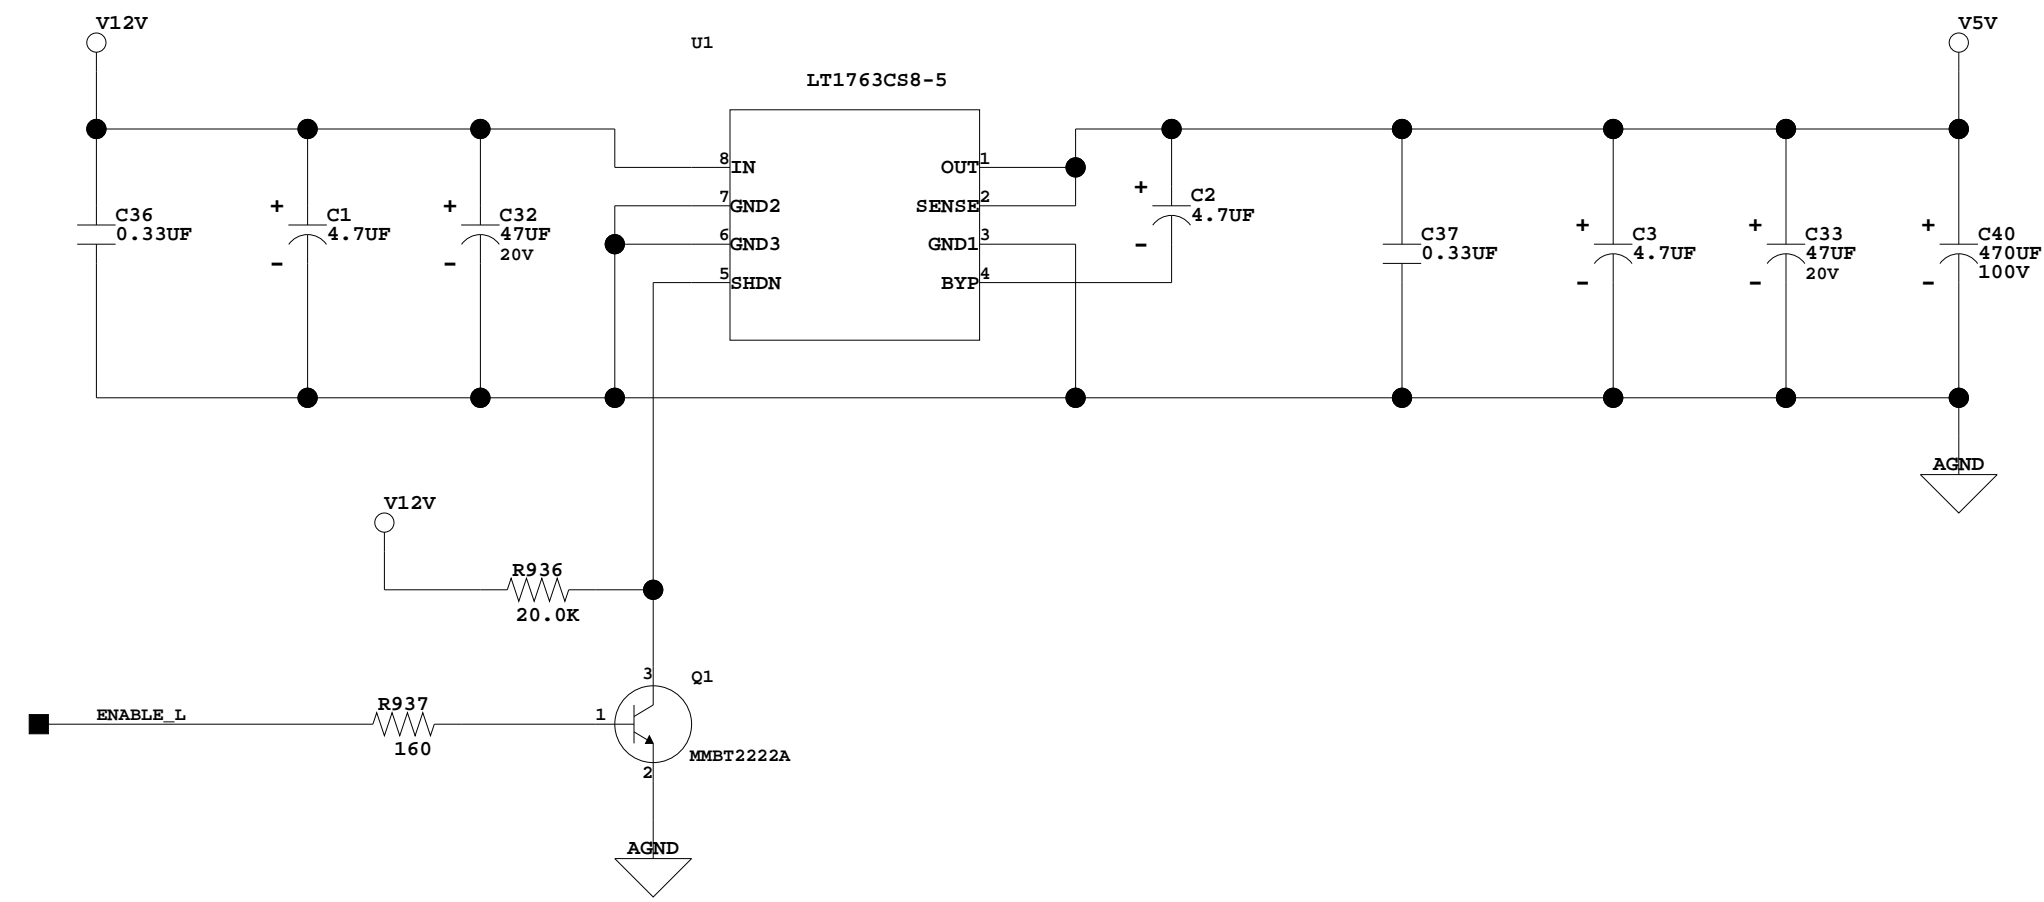 V12V
U1
V5V
LT1763CS8-5
8 IN
OUT 1
7 GND2
SENSE 2
6 GND3
GND1 3
5 SHDN
BYP 4
C36
0.33UF
+
C1
4.7UF
-
+
C32
47UF
20V
-
+
C2
4.7UF
-
C37
0.33UF
+
C3
4.7UF
-
+
C33
47UF
20V
-
+
C40
470UF
100V
-
AGND
V12V
R936
20.0K
3
Q1
ENABLE_L
R937
160
1
MMBT2222A
2
AGND